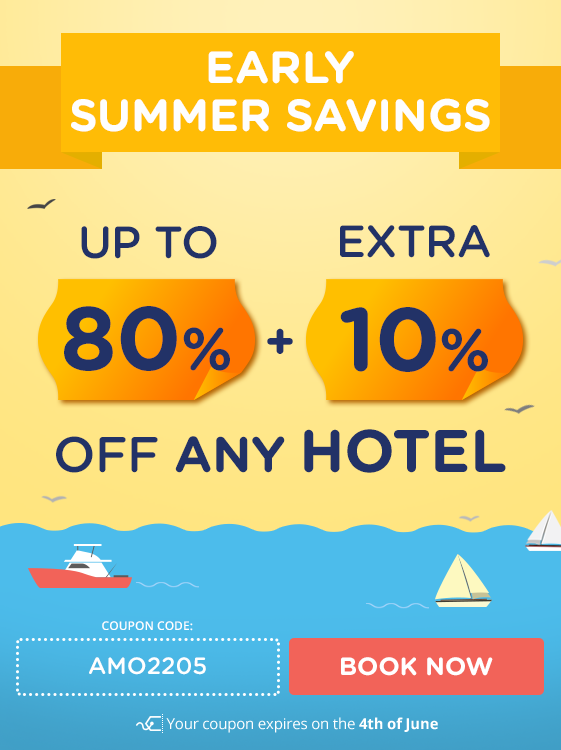 EARLY
SUMMER SAVINGS
UP TO
EXTRA
80% + 10%
OFF ANY HOTEL
COUPON CODE:
AMO2205
BOOK NOW
Your coupon expires on the 4th of June